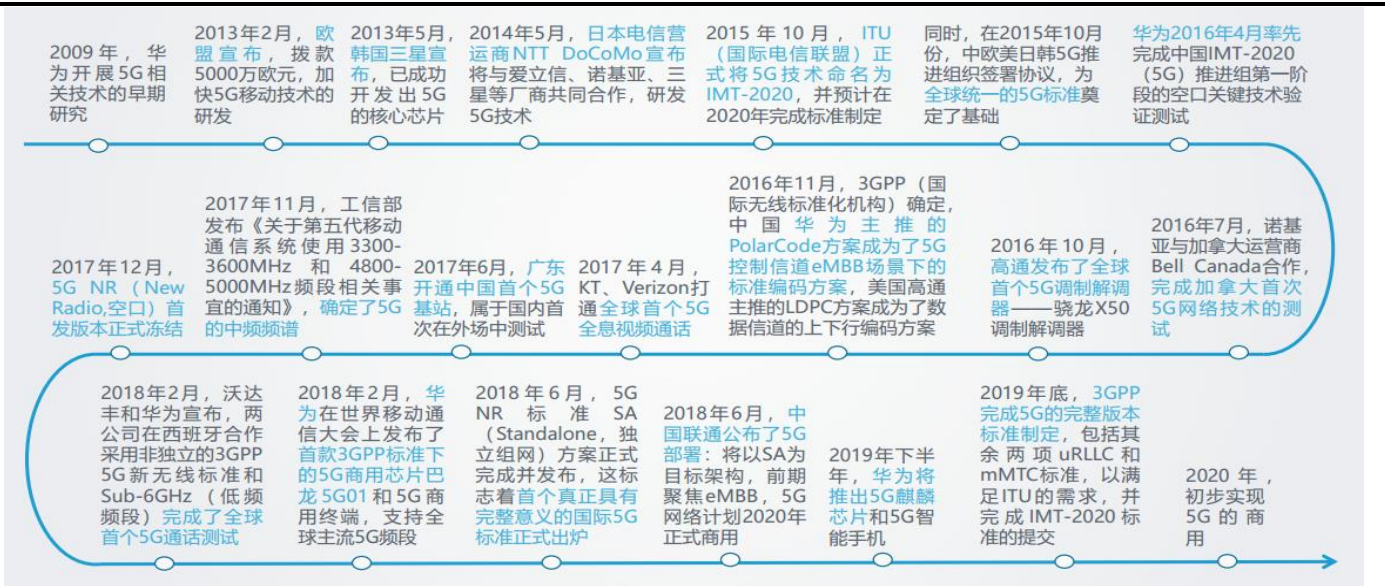 2009年，华
为开展5G相
关技术的早期
研究
2013年2月，欧
盟宣布，拨款
5000万欧元，加
快5G移动技术的
研发
2013年5月，
韩国三星宣
布，已成功
开发出5G
的核心芯片
2014年5月，日本电信营
运商NTT DoCoMo宣布
将与爱立信、诺基亚、三
星等厂商共同合作，研发
5G技术
2015年10月，ITU
（国际电信联盟）正
式将5G技术命名为
IMT-2020，并预计在
2020年完成标准制定
同时，在2015年10月
份，中欧美日韩5G推
进组织签署协议，为
全球统一的5G标准奠
定了基础
华为2016年4月率先
完成中国IMT-2020
（5G）推进组第一阶
段的空口关键技术验
证测试
2017年12月，
5G NR（New
Radio,空口）首
发版本正式冻结
2017年11月，工信部
发布《关于第五代移动
通信系统使用3300-
3600MHz和4800-
5000MHz频段相关事
宜的通知》，确定了5G
的中频频谱
2017年6月，广东
开通中国首个5G
基站，属于国内首
次在外场中测试
2017年4月，
KT、Verizon打
通全球首个5G
全息视频通话
2016年11月，3GPP（国
际无线标准化机构）确定，
中国华为主推的
PolarCode方案成为了5G
控制信道eMBB场景下的
标准编码方案，美国高通
主推的LDPC方案成为了数
据信道的上下行编码方案
2016年10月，
高通发布了全球
首个5G调制解调
器——骁龙X50
调制解调器
2016年7月，诺基
亚与加拿大运营商
Bell Canada合作，
完成加拿大首次
5G网络技术的测
试
2018年2月，沃达
丰和华为宣布，两
公司在西班牙合作
采用非独立的3GPP
5G新无线标准和
Sub-6GHz（低频
频段）完成了全球
首个5G通话测试
2018年2月，华
为在世界移动通
信大会上发布了
首款3GPP标准下
的5G商用芯片巴
龙5G01和5G商
用终端，支持全
球主流5G频段
2018年6月，5G
NR标准SA
（Standalone，独
立组网）方案正式
完成并发布，这标
志着首个真正具有
完整意义的国际5G
标准正式出炉
2018年6月，中
国联通公布了5G
部署：将以SA为
目标架构，前期
聚焦eMBB，5G
网络计划2020年
正式商用
2019年下半
年，华为将
推出5G麒麟
芯片和5G智
能手机
2019年底，3GPP
完成5G的完整版本
标准制定，包括其
余两项uRLLC和
mMTC标准，以满
足ITU的需求，并
完成IMT-2020标
准的提交
2020年，
初步实现
5G的商
用